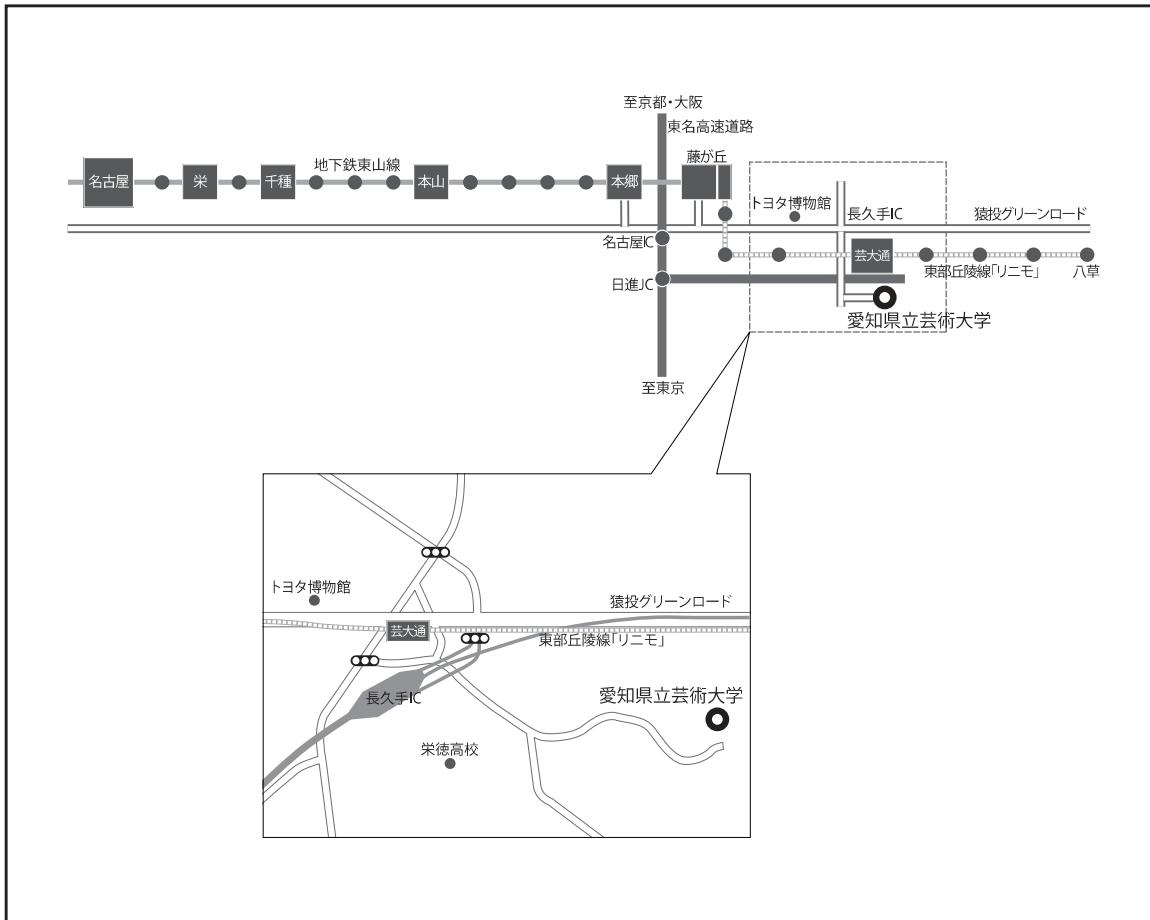 至京都・大阪
東名高速道路
藤が丘
地下鉄東山線
名古屋
栄
千種
本山
本郷
トヨタ博物館
長久手IC
猿投グリーンロード
名古屋IC
芸大通
東部丘陵線「リニモ」
八草
日進JC
愛知県立芸術大学
至東京
トヨタ博物館
猿投グリーンロード
芸大通
東部丘陵線「リニモ」
長久手IC
愛知県立芸術大学
栄徳高校